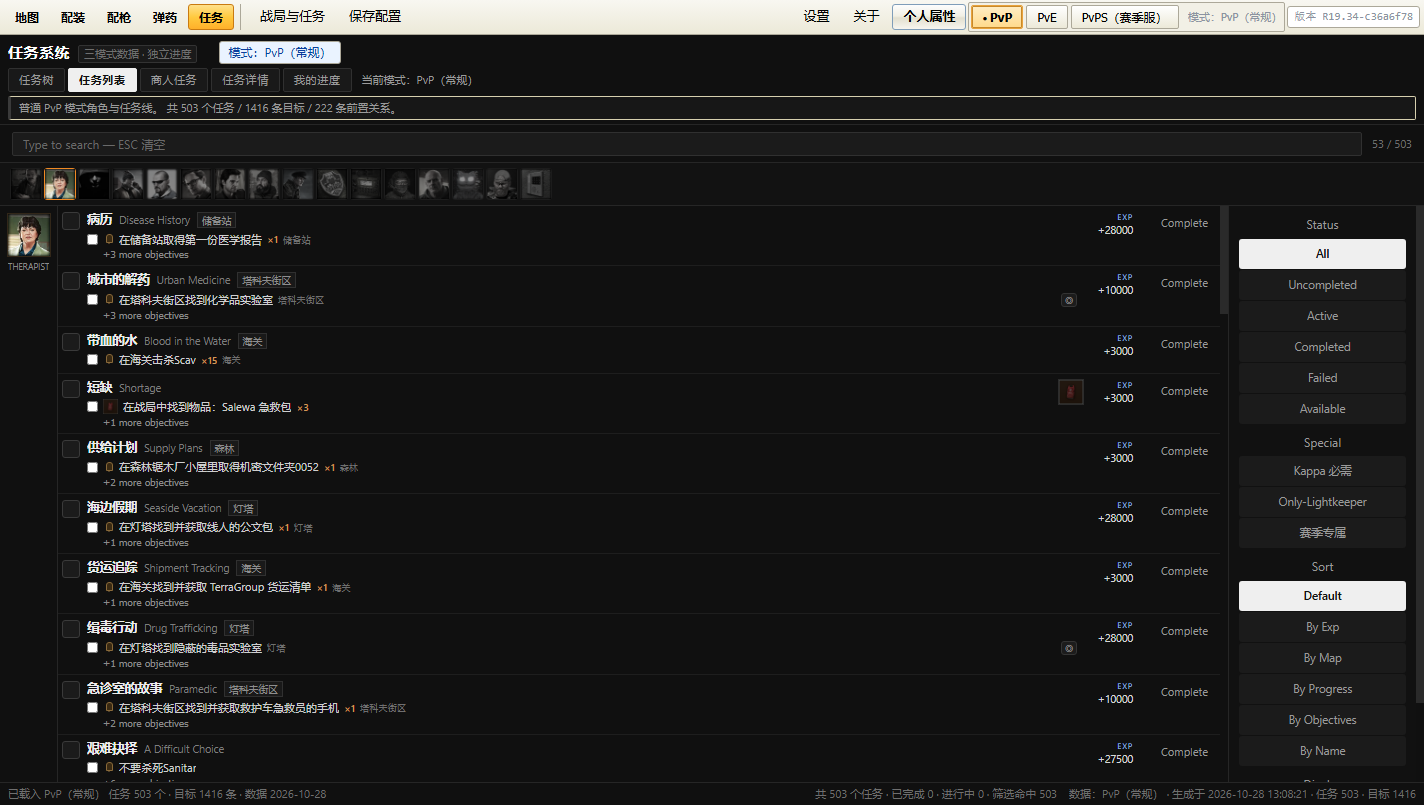 地图 配装 配枪 弹药 任务 战局与任务 保存配置 设置 关于 个人属性 • PvP PvE PvPS（赛季服） 模式：PvP（常规） 版本 R19.34-c36a6f78
任务系统 三模式数据 · 独立进度 模式：PvP（常规）
任务树 任务列表 商人任务 任务详情 我的进度 当前模式：PvP（常规）
普通 PvP 模式角色与任务线。 共 503 个任务 / 1416 条目标 / 222 条前置关系。
Type to search — ESC 清空 53 / 503
THERAPIST
病历 Disease History 储备站 EXP +28000 Complete
在储备站取得第一份医学报告 ×1 储备站
+3 more objectives
城市的解药 Urban Medicine 塔科夫街区 EXP +10000 Complete
在塔科夫街区找到化学品实验室 塔科夫街区
+3 more objectives
带血的水 Blood in the Water 海关 EXP +3000 Complete
在海关击杀Scav ×15 海关
短缺 Shortage EXP +3000 Complete
在战局中找到物品：Salewa 急救包 ×3
+1 more objectives
供给计划 Supply Plans 森林 EXP +3000 Complete
在森林锯木厂小屋里取得机密文件夹0052 ×1 森林
+2 more objectives
海边假期 Seaside Vacation 灯塔 EXP +28000 Complete
在灯塔找到并获取线人的公文包 ×1 灯塔
+1 more objectives
货运追踪 Shipment Tracking 海关 EXP +3000 Complete
在海关找到并获取 TerraGroup 货运清单 ×1 海关
+1 more objectives
缉毒行动 Drug Trafficking 灯塔 EXP +28000 Complete
在灯塔找到隐蔽的毒品实验室 灯塔
+1 more objectives
急诊室的故事 Paramedic 塔科夫街区 EXP +10000 Complete
在塔科夫街区找到并获取救护车急救员的手机 ×1 塔科夫街区
+2 more objectives
艰难抉择 A Difficult Choice EXP +27500 Complete
不要杀死Sanitar
Status
All
Uncompleted
Active
Completed
Failed
Available
Special
Kappa 必需
Only-Lightkeeper
赛季专属
Sort
Default
By Exp
By Map
By Progress
By Objectives
By Name
已载入 PvP（常规） 任务 503 个 · 目标 1416 条 · 数据 2026-10-28 共 503 个任务 · 已完成 0 · 进行中 0 · 筛选命中 503 数据：PvP（常规） · 生成于 2026-10-28 13:08:21 · 任务 503 · 目标 1416